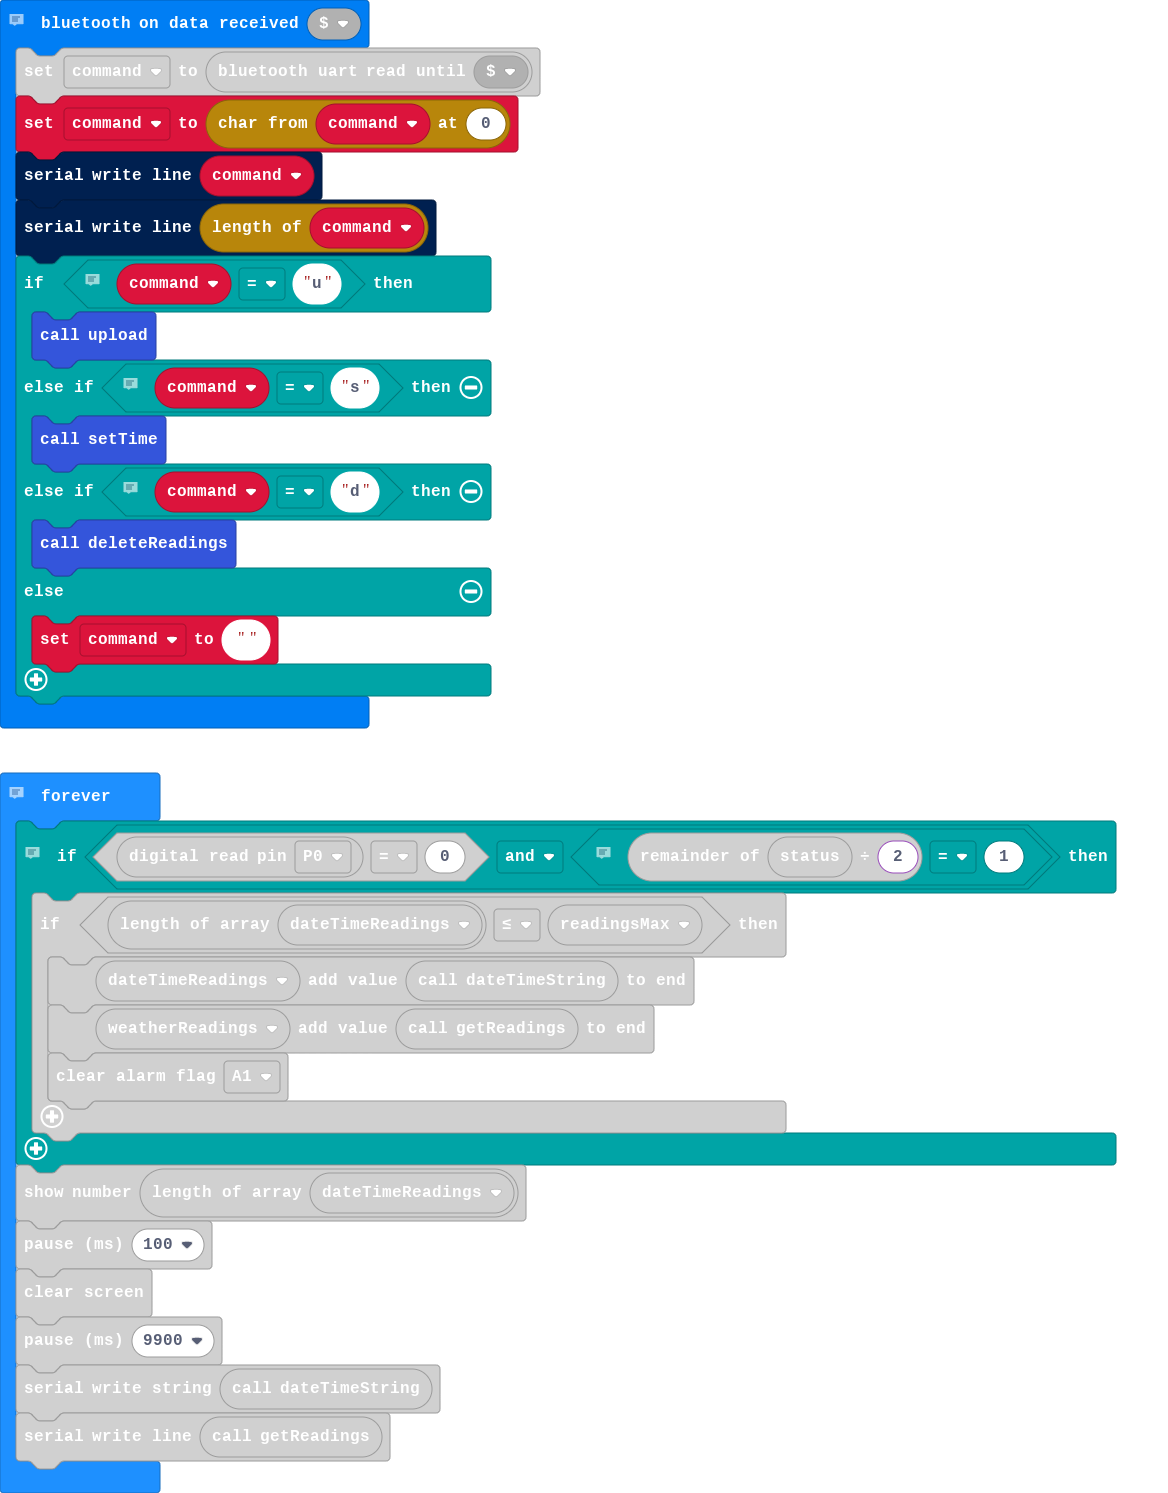 bluetooth on data received $
set command to bluetooth uart read until $
set command to char from command at 0
serial write line command
serial write line length of command
if command = "u" then
call upload
else if command = "s" then
call setTime
else if command = "d" then
call deleteReadings
else
set command to ""
forever
if digital read pin P0 = 0 and remainder of status ÷ 2 = 1 then
if length of array dateTimeReadings ≤ readingsMax then
dateTimeReadings add value call dateTimeString to end
weatherReadings add value call getReadings to end
clear alarm flag A1
show number length of array dateTimeReadings
pause (ms) 100
clear screen
pause (ms) 9900
serial write string call dateTimeString
serial write line call getReadings